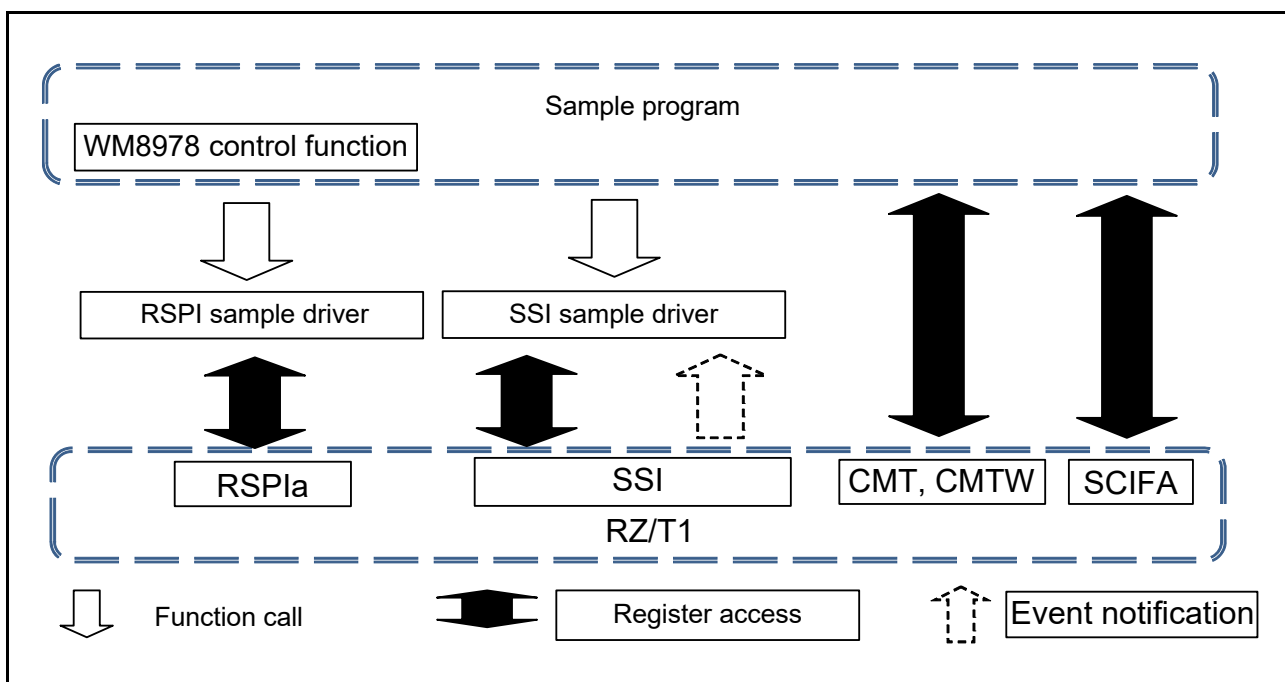 Sample program
WM8978 control function
RSPI sample driver
SSI sample driver
RSPIa
SSI
CMT, CMTW
SCIFA
RZ/T1
Function call
Register access
Event notification